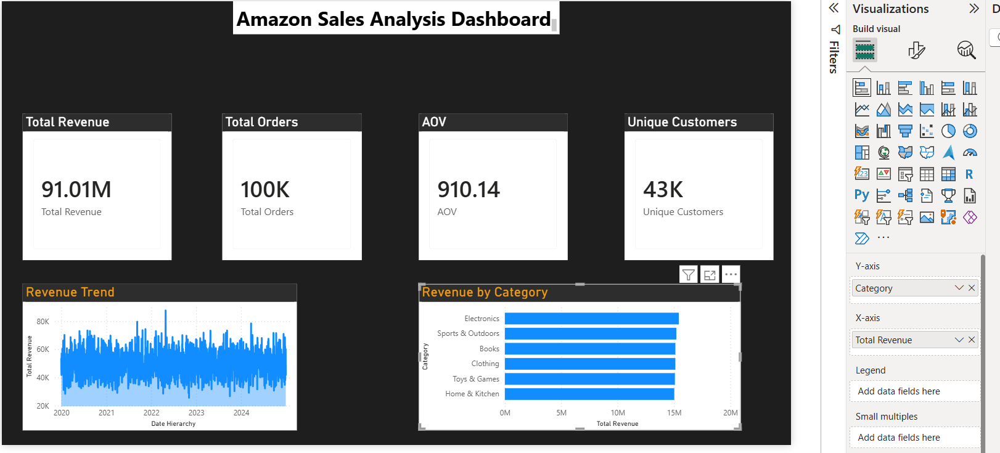 Amazon Sales Analysis Dashboard
Total Revenue
91.01M
Total Revenue
Total Orders
100K
Total Orders
AOV
910.14
AOV
Unique Customers
43K
Unique Customers
Revenue Trend
Total Revenue
80K
60K
40K
20K
2020 2021 2022 2023 2024
Date Hierarchy
Revenue by Category
Category
Electronics
Sports & Outdoors
Books
Clothing
Toys & Games
Home & Kitchen
0M 5M 10M 15M 20M
Total Revenue
Filters
Visualizations
Build visual
123
R
Py
Y-axis
Category
X-axis
Total Revenue
Legend
Add data fields here
Small multiples
Add data fields here